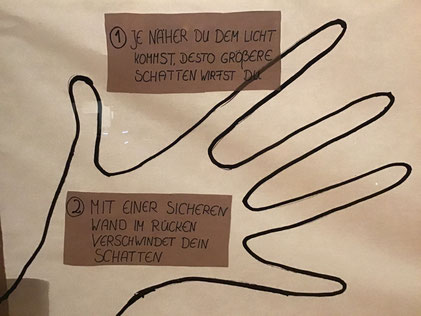 ① JE NÄHER DU DEM LICHT
KOMMST, DESTO GRÖßERE
SCHATTEN WIRFST DU
② MIT EINER SICHEREN
WAND IM RÜCKEN
VERSCHWINDET DEIN
SCHATTEN